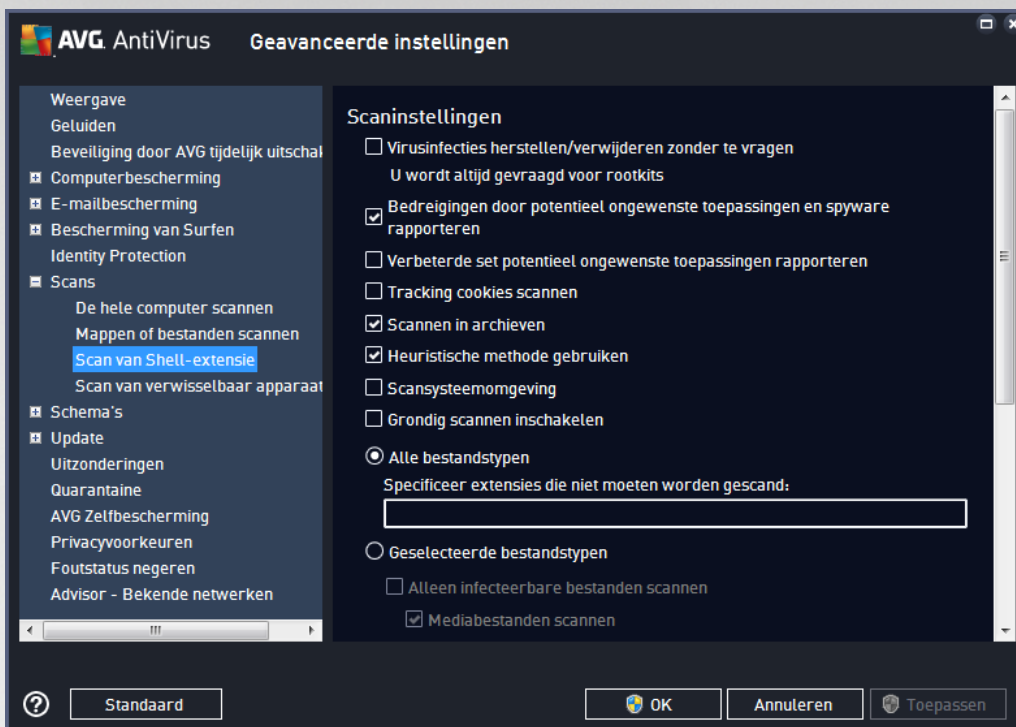 AVG. AntiVirus
Geavanceerde instellingen
Weergave
Geluiden
Beveiliging door AVG tijdelijk uitschak
Computerbescherming
E-mailbescherming
Bescherming van Surfen
Identity Protection
Scans
De hele computer scannen
Mappen of bestanden scannen
Scan van Shell-extensie
Scan van verwisselbaar apparaat
Schema's
Update
Uitzonderingen
Quarantaine
AVG Zelfbescherming
Privacyvoorkeuren
Foutstatus negeren
Advisor - Bekende netwerken
Scaninstellingen
Virusinfecties herstellen/verwijderen zonder te vragen
U wordt altijd gevraagd voor rootkits
Bedreigingen door potentieel ongewenste toepassingen en spyware
rapporteren
Verbeterde set potentieel ongewenste toepassingen rapporteren
Tracking cookies scannen
Scannen in archieven
Heuristische methode gebruiken
Scansysteemomgeving
Grondig scannen inschakelen
Alle bestandstypen
Specificeer extensies die niet moeten worden gescand:
Geselecteerde bestandstypen
Alleen infecteerbare bestanden scannen
Mediabestanden scannen
?
Standaard
OK
Annuleren
Toepassen